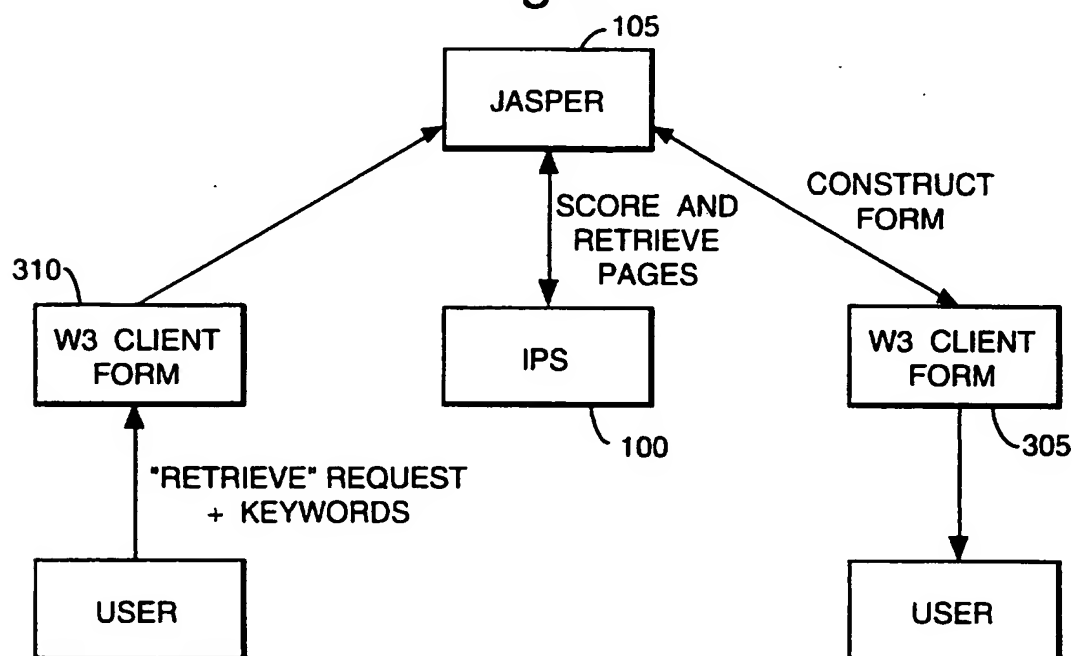 105
JASPER
CONSTRUCT
FORM
SCORE AND
RETRIEVE
PAGES
310
W3 CLIENT
FORM
IPS
W3 CLIENT
FORM
100
305
"RETRIEVE" REQUEST
+ KEYWORDS
USER
USER